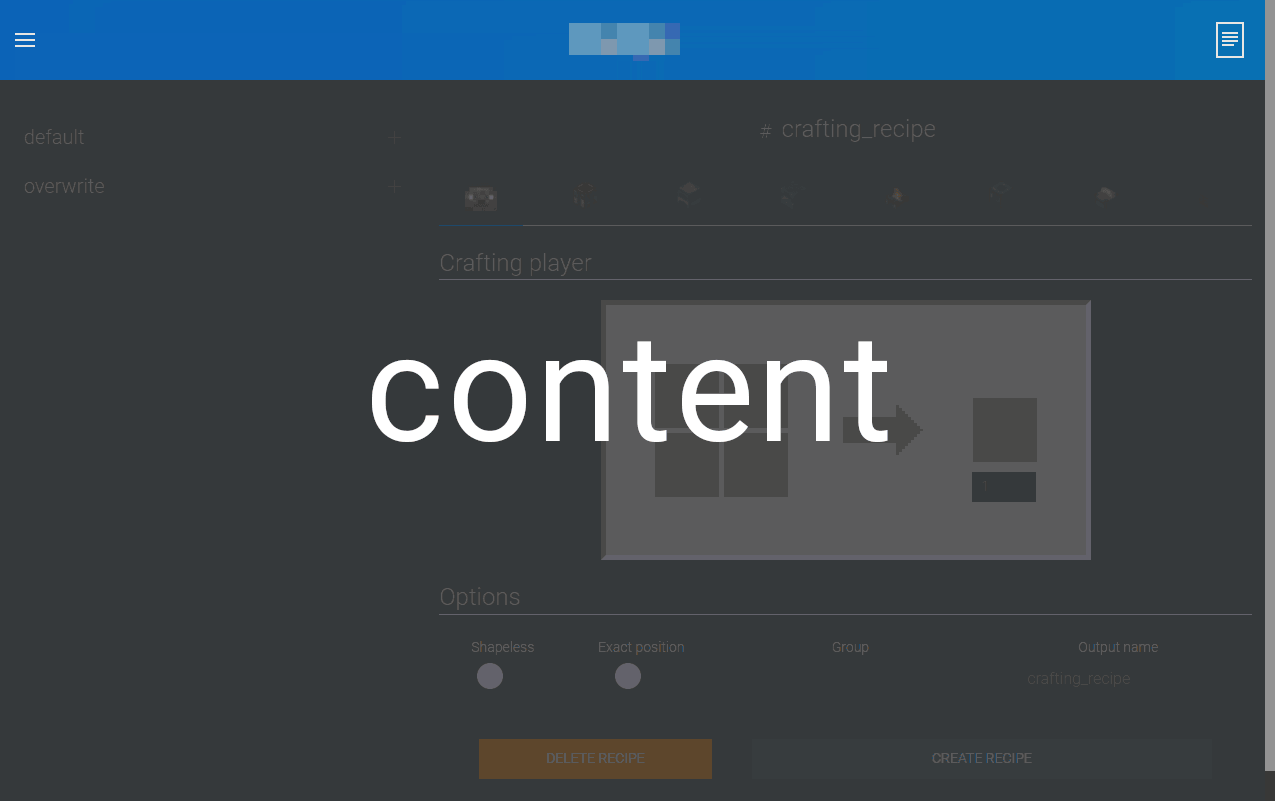 default +
# crafting_recipe
overwrite +
Crafting player
content
Options
Shapeless Exact position Group Output name
crafting_recipe
DELETE RECIPE CREATE RECIPE